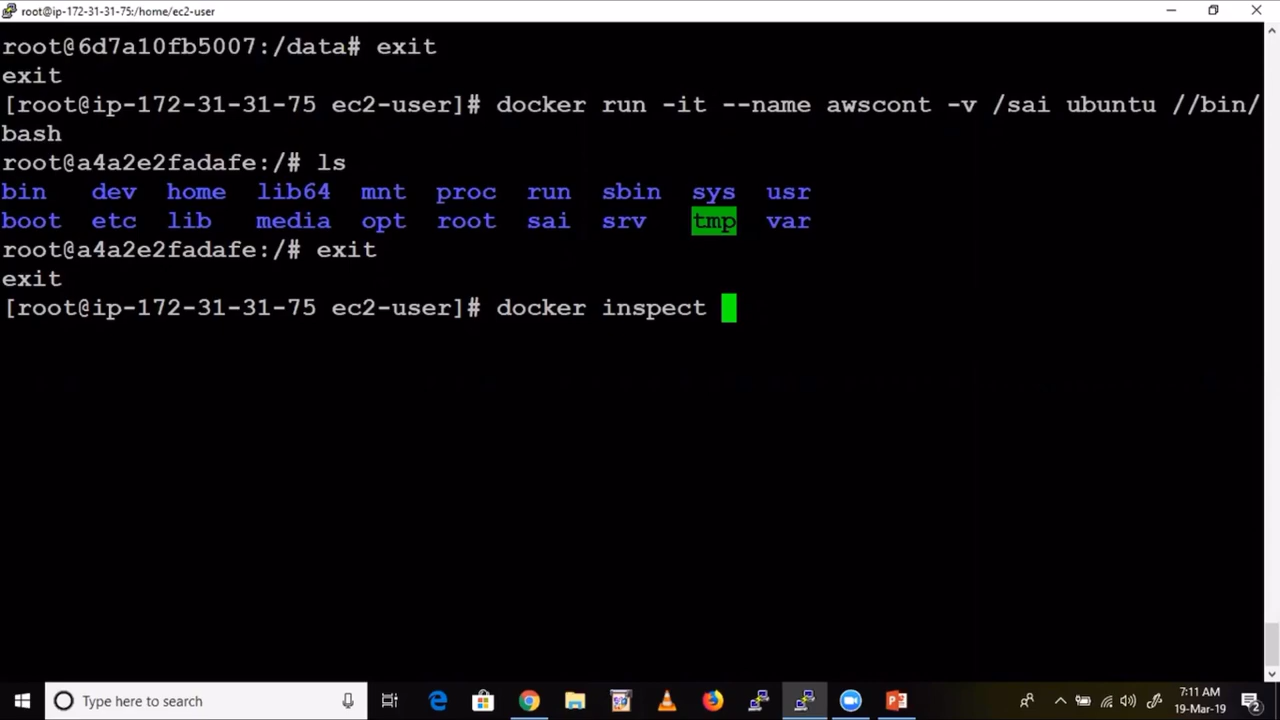 root@ip-172-31-31-75:/home/ec2-user
root@6d7a10fb5007:/data# exit
exit
[root@ip-172-31-31-75 ec2-user]# docker run -it --name awscont -v /sai ubuntu //bin/
bash
root@a4a2e2fadafe:/# ls
bin dev home lib64 mnt proc run sbin sys usr
boot etc lib media opt root sai srv tmp var
root@a4a2e2fadafe:/# exit
exit
[root@ip-172-31-31-75 ec2-user]# docker inspect
Type here to search
7:11 AM
19-Mar-19
2